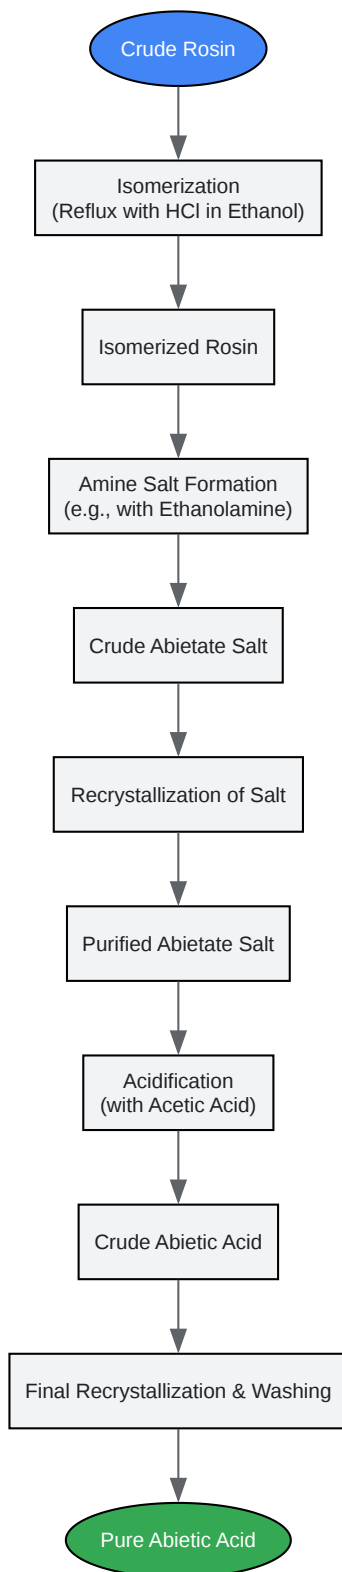 Crude Rosin
Isomerization
(Reflux with HCl in Ethanol)
Isomerized Rosin
Amine Salt Formation
(e.g., with Ethanolamine)
Crude Abietate Salt
Recrystallization of Salt
Purified Abietate Salt
Acidification
(with Acetic Acid)
Crude Abietic Acid
Final Recrystallization & Washing
Pure Abietic Acid